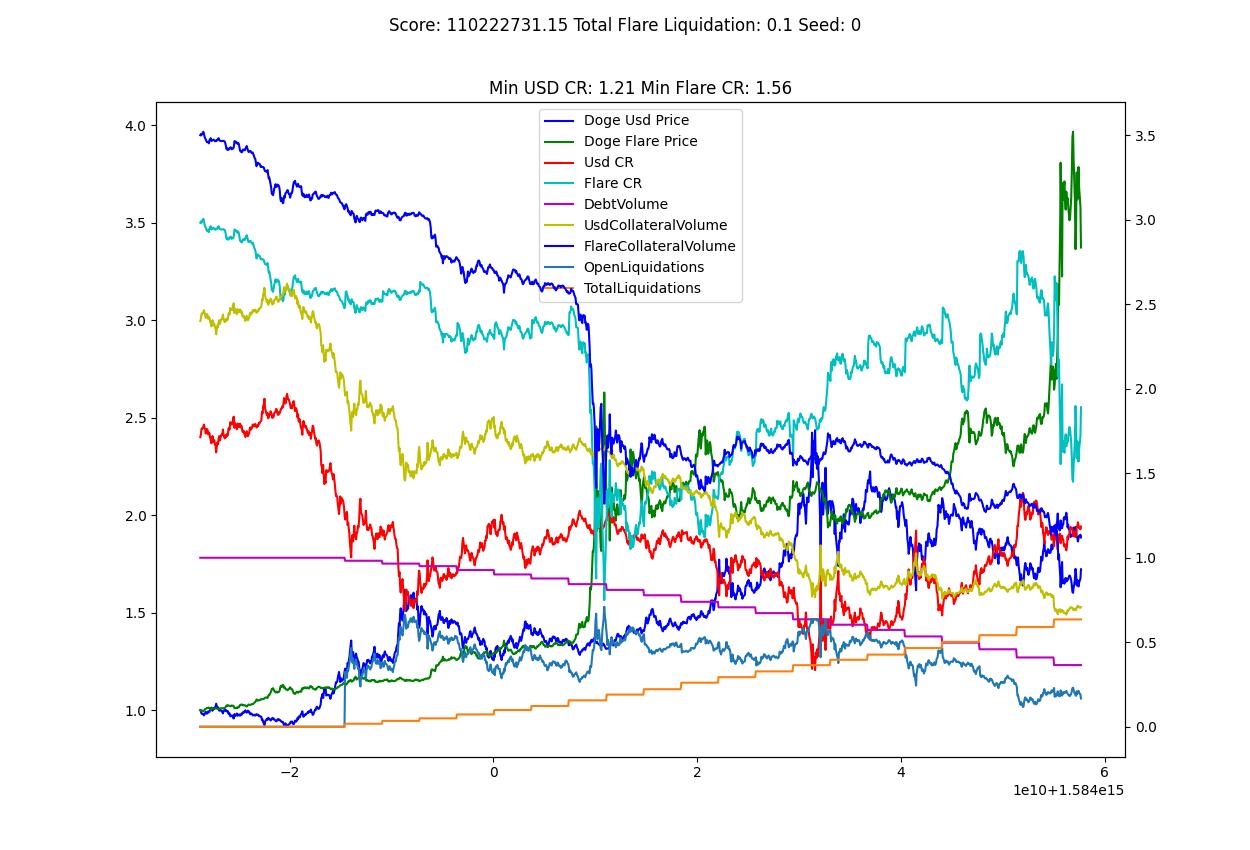 Score: 110222731.15 Total Flare Liquidation: 0.1 Seed: 0
Min USD CR: 1.21 Min Flare CR: 1.56
Doge Usd Price
Doge Flare Price
Usd CR
Flare CR
DebtVolume
UsdCollateralVolume
FlareCollateralVolume
OpenLiquidations
TotalLiquidations
4.0
3.5
3.0
2.5
2.0
1.5
1.0
3.5
3.0
2.5
2.0
1.5
1.0
0.5
0.0
−2
0
2
4
6
1e10+1.584e15